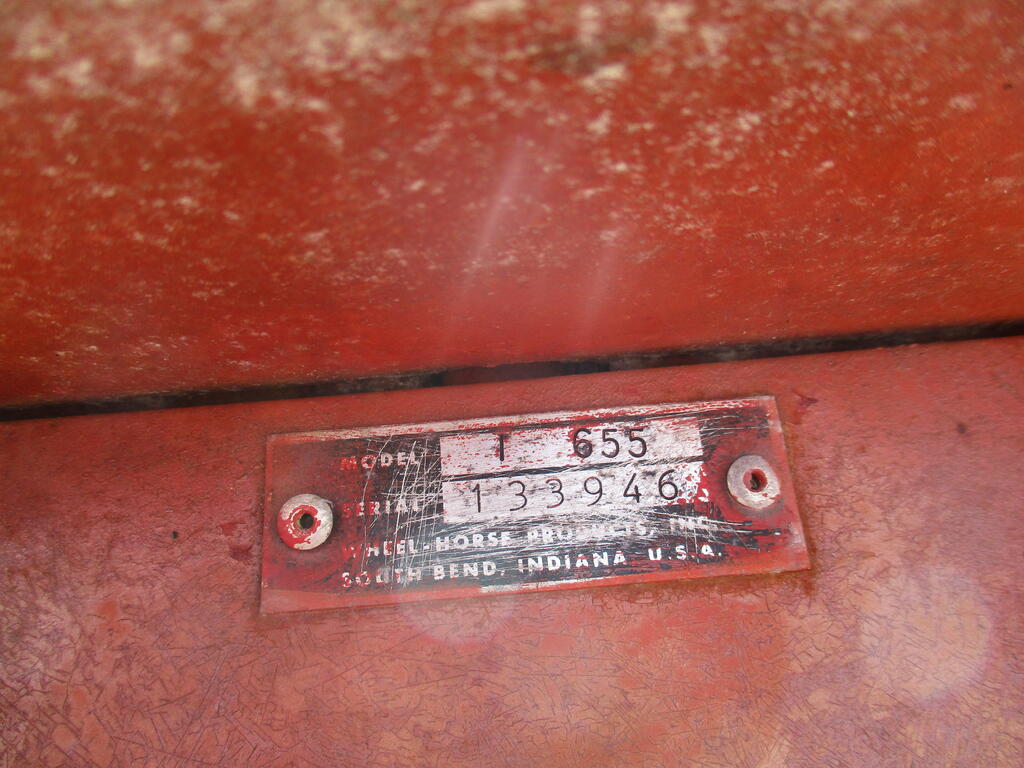 MODEL 1 655
SERIAL 133946
WHEEL-HORSE PRODUCTS, INC.
SOUTH BEND, INDIANA U.S.A.